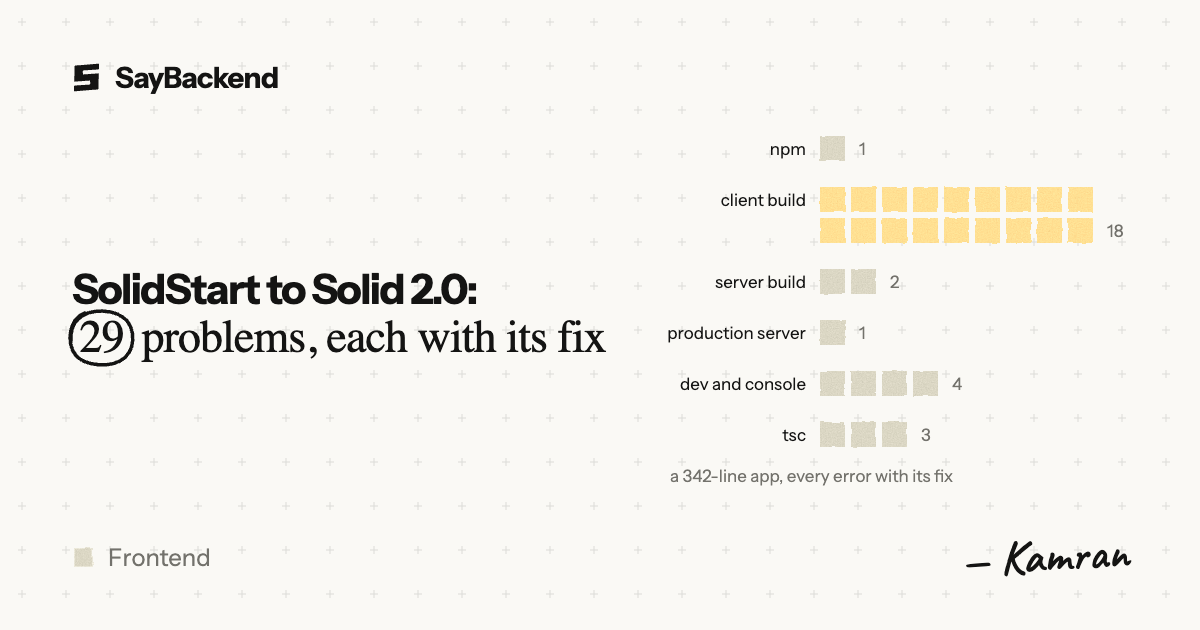 SayBackend
SolidStart to Solid 2.0:
29 problems, each with its fix
npm 1
client build 18
server build 2
production server 1
dev and console 4
tsc 3
a 342-line app, every error with its fix
Frontend
– Kamran